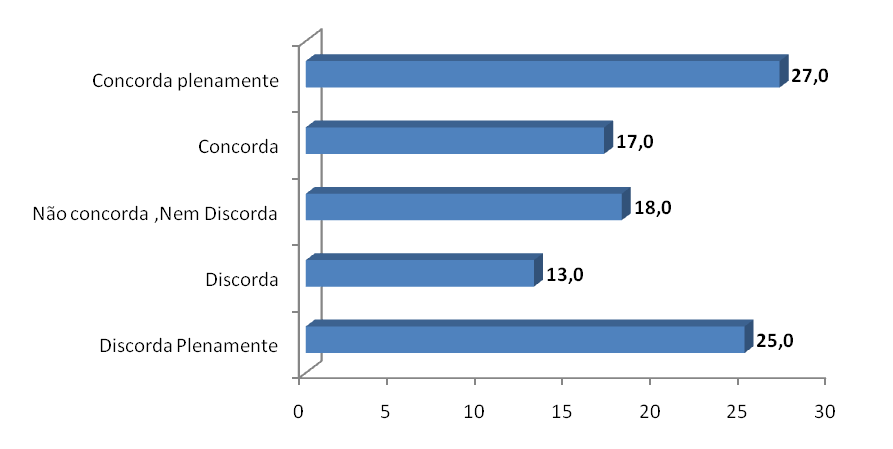 Concorda plenamente 27,0
Concorda 17,0
Não concorda ,Nem Discorda 18,0
Discorda 13,0
Discorda Plenamente 25,0
0 5 10 15 20 25 30